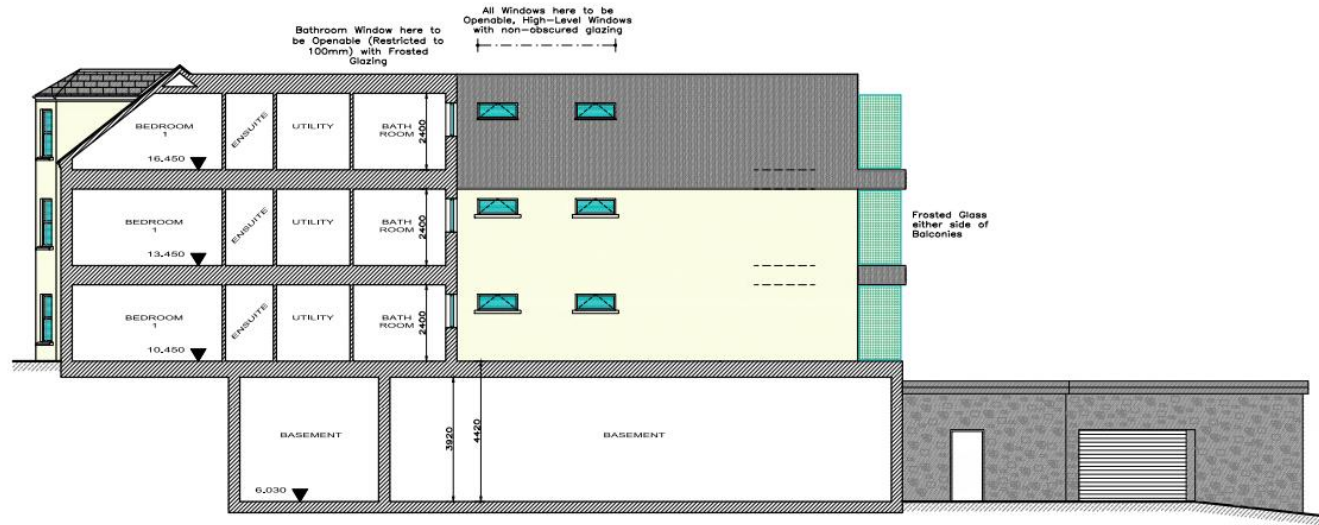 All Windows here to be
Openable, High-Level Windows
with non-obscured glazing
Bathroom Window here to
be Openable (Restricted to
100mm) with Frosted
Glazing
BEDROOM
1
ENSUITE
UTILITY
BATH
ROOM
2400
16.450
BEDROOM
1
ENSUITE
UTILITY
BATH
ROOM
2400
13.450
Frosted Glass
either side of
Balconies
BEDROOM
1
ENSUITE
UTILITY
BATH
ROOM
2400
10.450
BASEMENT
3920
4420
BASEMENT
6.030